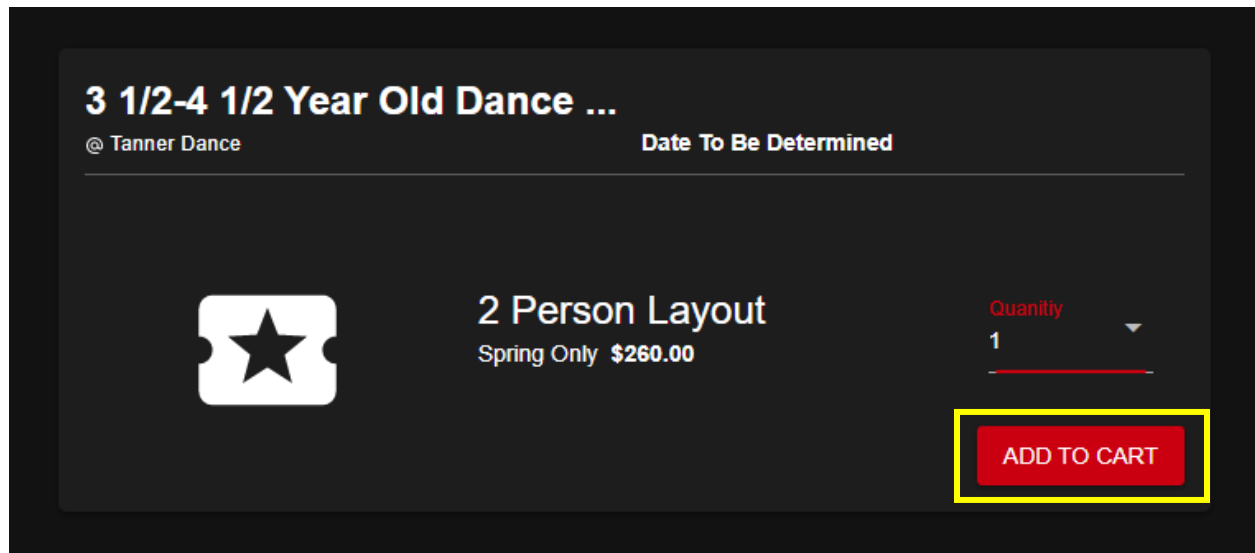 3 1/2-4 1/2 Year Old Dance ...
@ Tanner Dance Date To Be Determined
2 Person Layout
Spring Only $260.00
Quanitiy
1
ADD TO CART